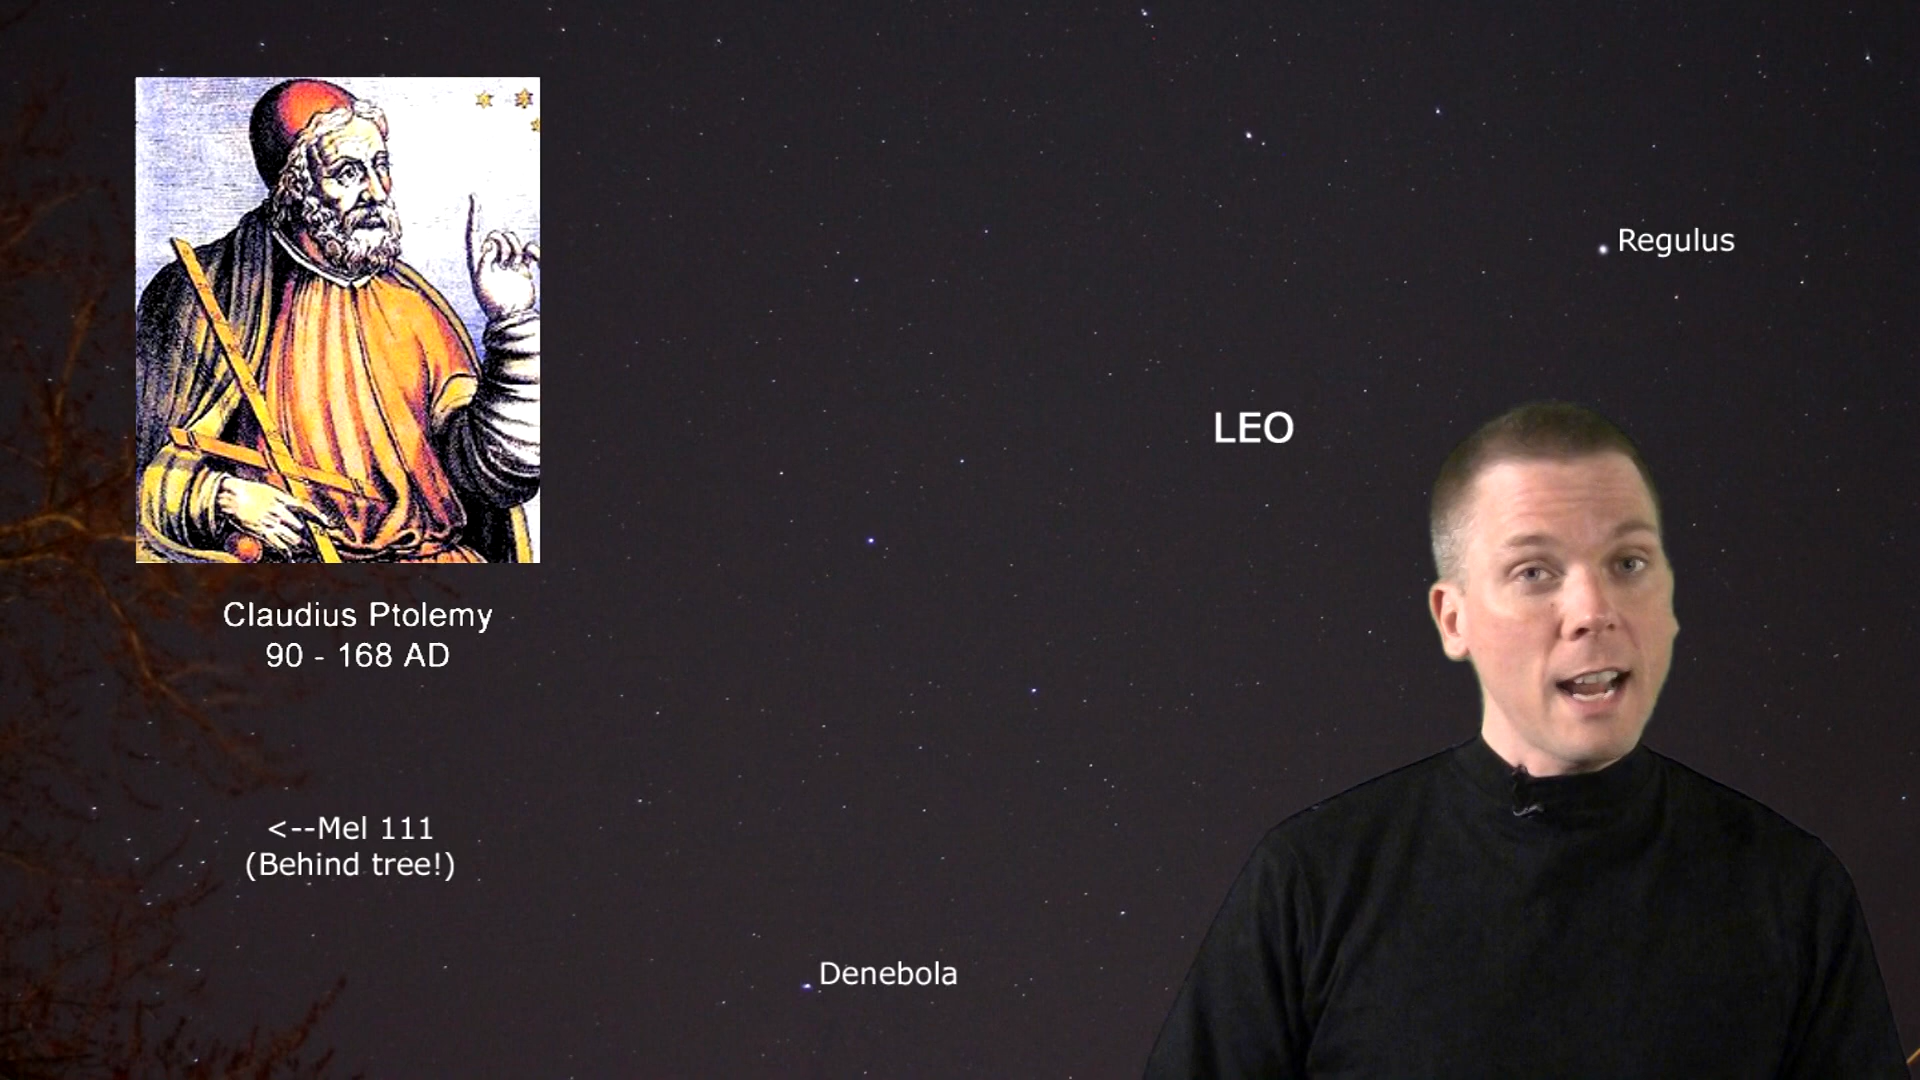 Regulus
LEO
Claudius Ptolemy
90 - 168 AD
<--Mel 111
(Behind tree!)
Denebola